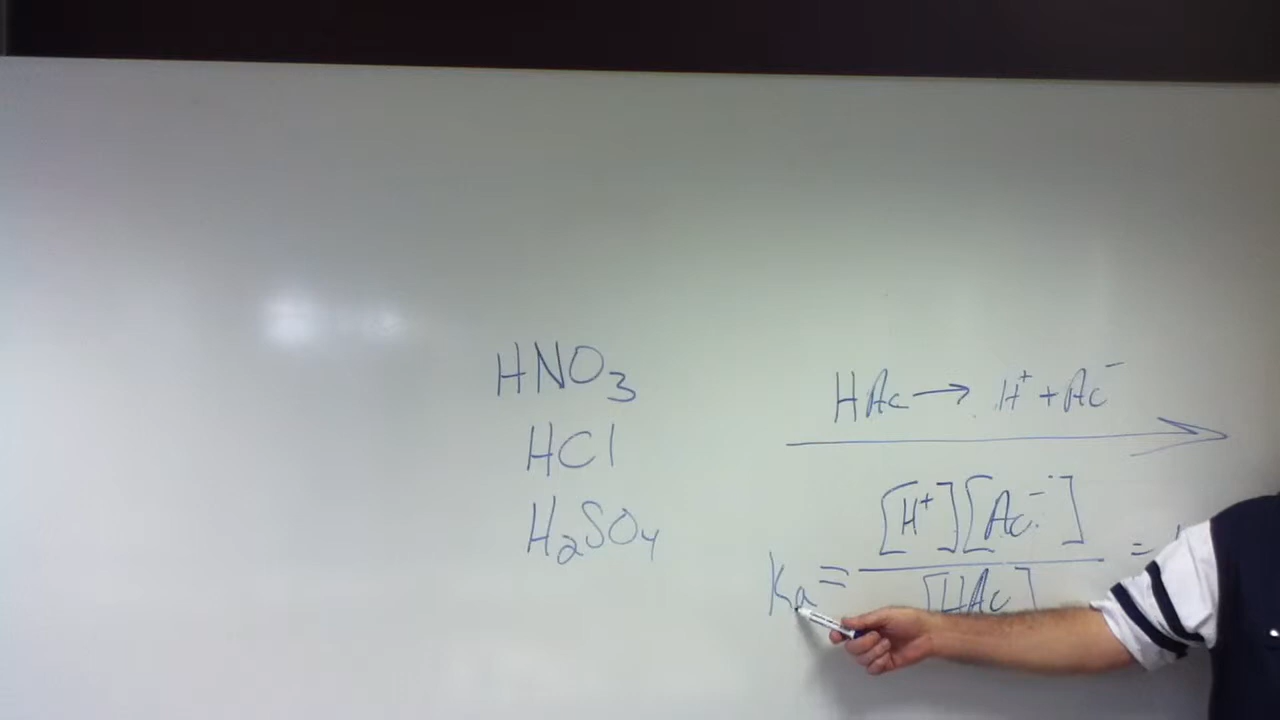 HNO₃
HCl
H₂SO₄
HAc → H⁺ + Ac⁻
Ka = [H⁺][Ac⁻] / [HAc] =